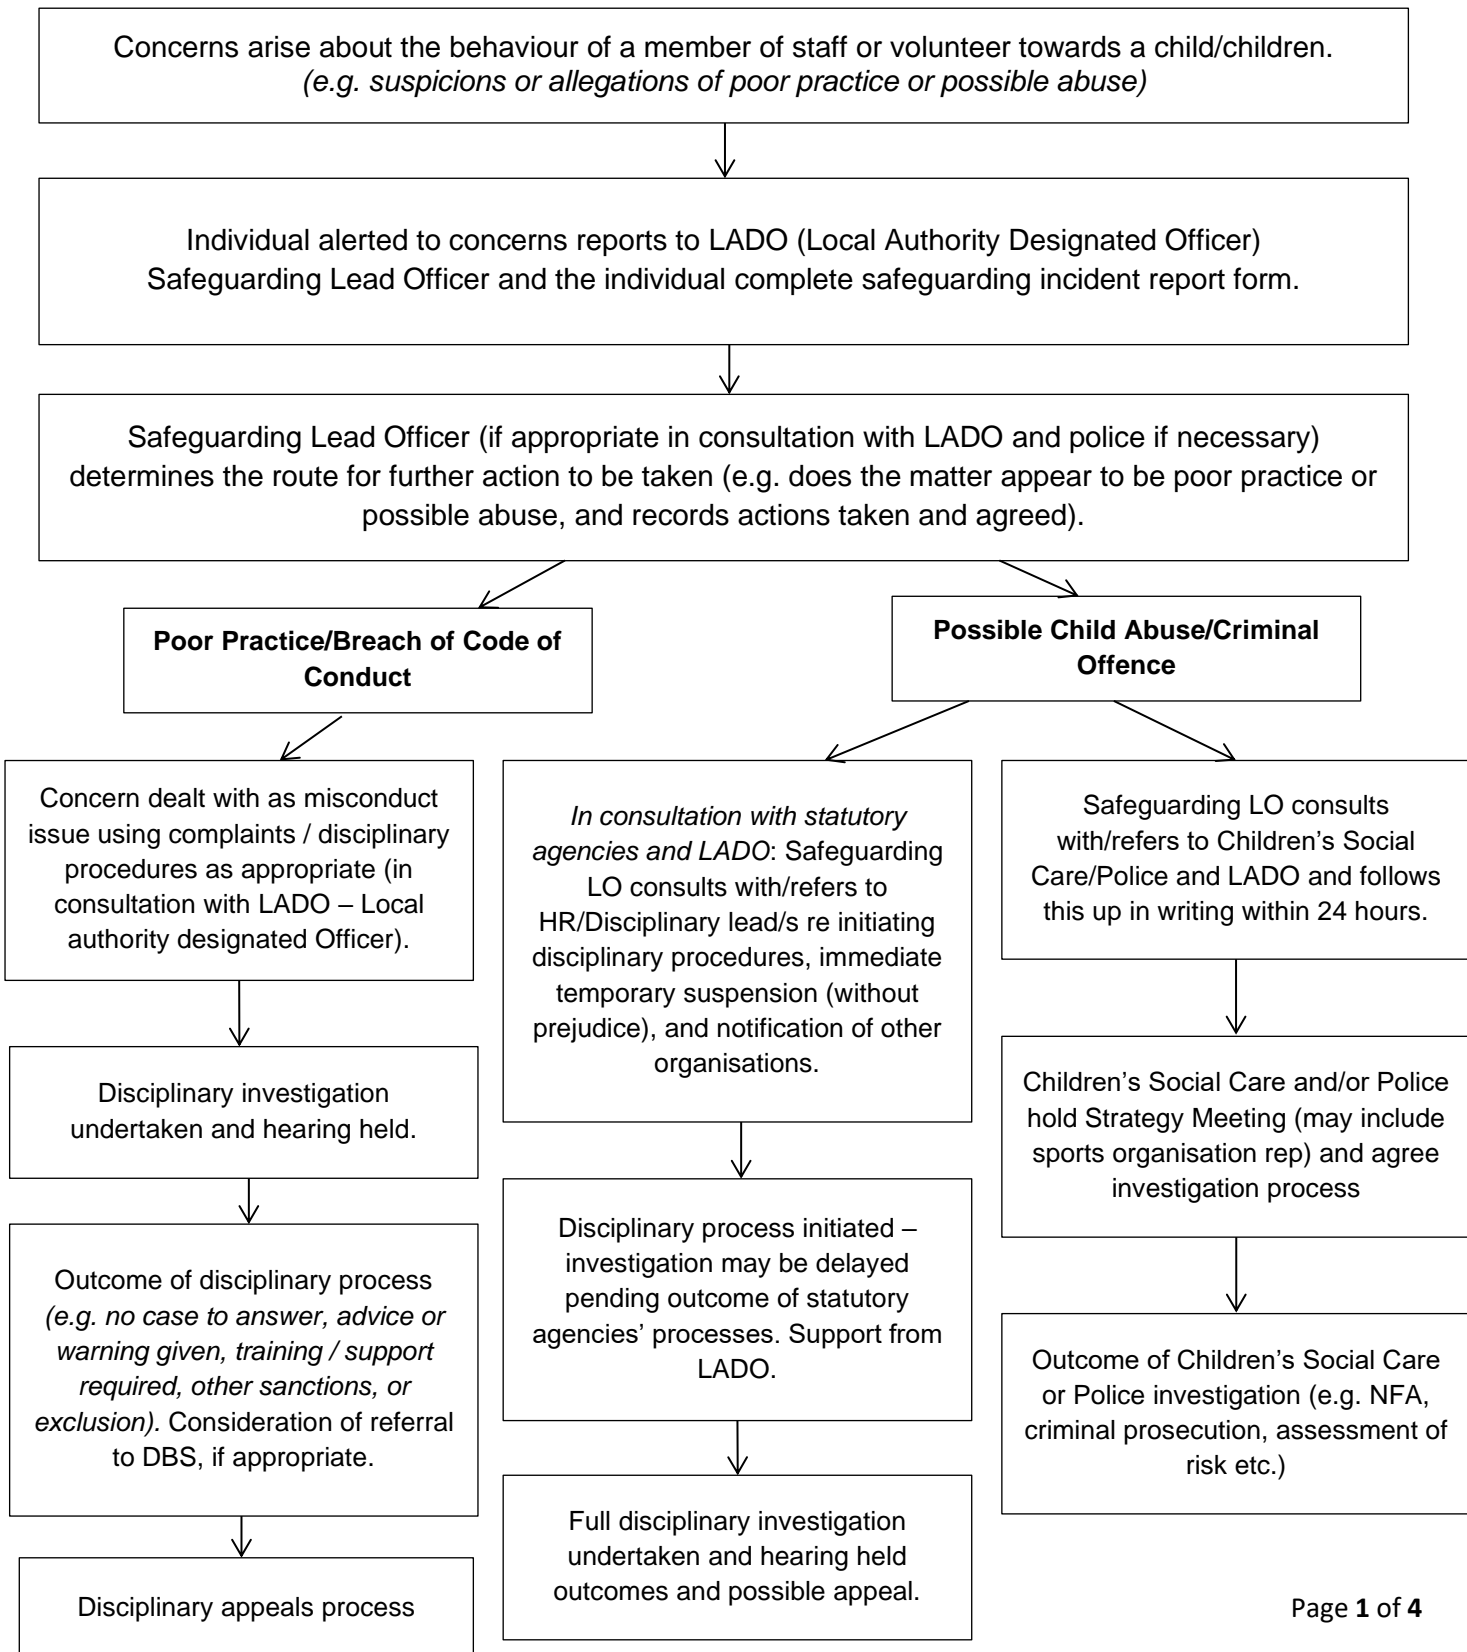 Concerns arise about the behaviour of a member of staff or volunteer towards a child/children.
(e.g. suspicions or allegations of poor practice or possible abuse)
Individual alerted to concerns reports to LADO (Local Authority Designated Officer)
Safeguarding Lead Officer and the individual complete safeguarding incident report form.
Safeguarding Lead Officer (if appropriate in consultation with LADO and police if necessary)
determines the route for further action to be taken (e.g. does the matter appear to be poor practice or
possible abuse, and records actions taken and agreed).
Poor Practice/Breach of Code of
Conduct
Possible Child Abuse/Criminal
Offence
Concern dealt with as misconduct
issue using complaints / disciplinary
procedures as appropriate (in
consultation with LADO – Local
authority designated Officer).
Disciplinary investigation
undertaken and hearing held.
Outcome of disciplinary process
(e.g. no case to answer, advice or
warning given, training / support
required, other sanctions, or
exclusion). Consideration of referral
to DBS, if appropriate.
Disciplinary appeals process
In consultation with statutory
agencies and LADO: Safeguarding
LO consults with/refers to
HR/Disciplinary lead/s re initiating
disciplinary procedures, immediate
temporary suspension (without
prejudice), and notification of other
organisations.
Disciplinary process initiated –
investigation may be delayed
pending outcome of statutory
agencies’ processes. Support from
LADO.
Full disciplinary investigation
undertaken and hearing held
outcomes and possible appeal.
Safeguarding LO consults
with/refers to Children’s Social
Care/Police and LADO and follows
this up in writing within 24 hours.
Children’s Social Care and/or Police
hold Strategy Meeting (may include
sports organisation rep) and agree
investigation process
Outcome of Children’s Social Care
or Police investigation (e.g. NFA,
criminal prosecution, assessment of
risk etc.)
Page 1 of 4